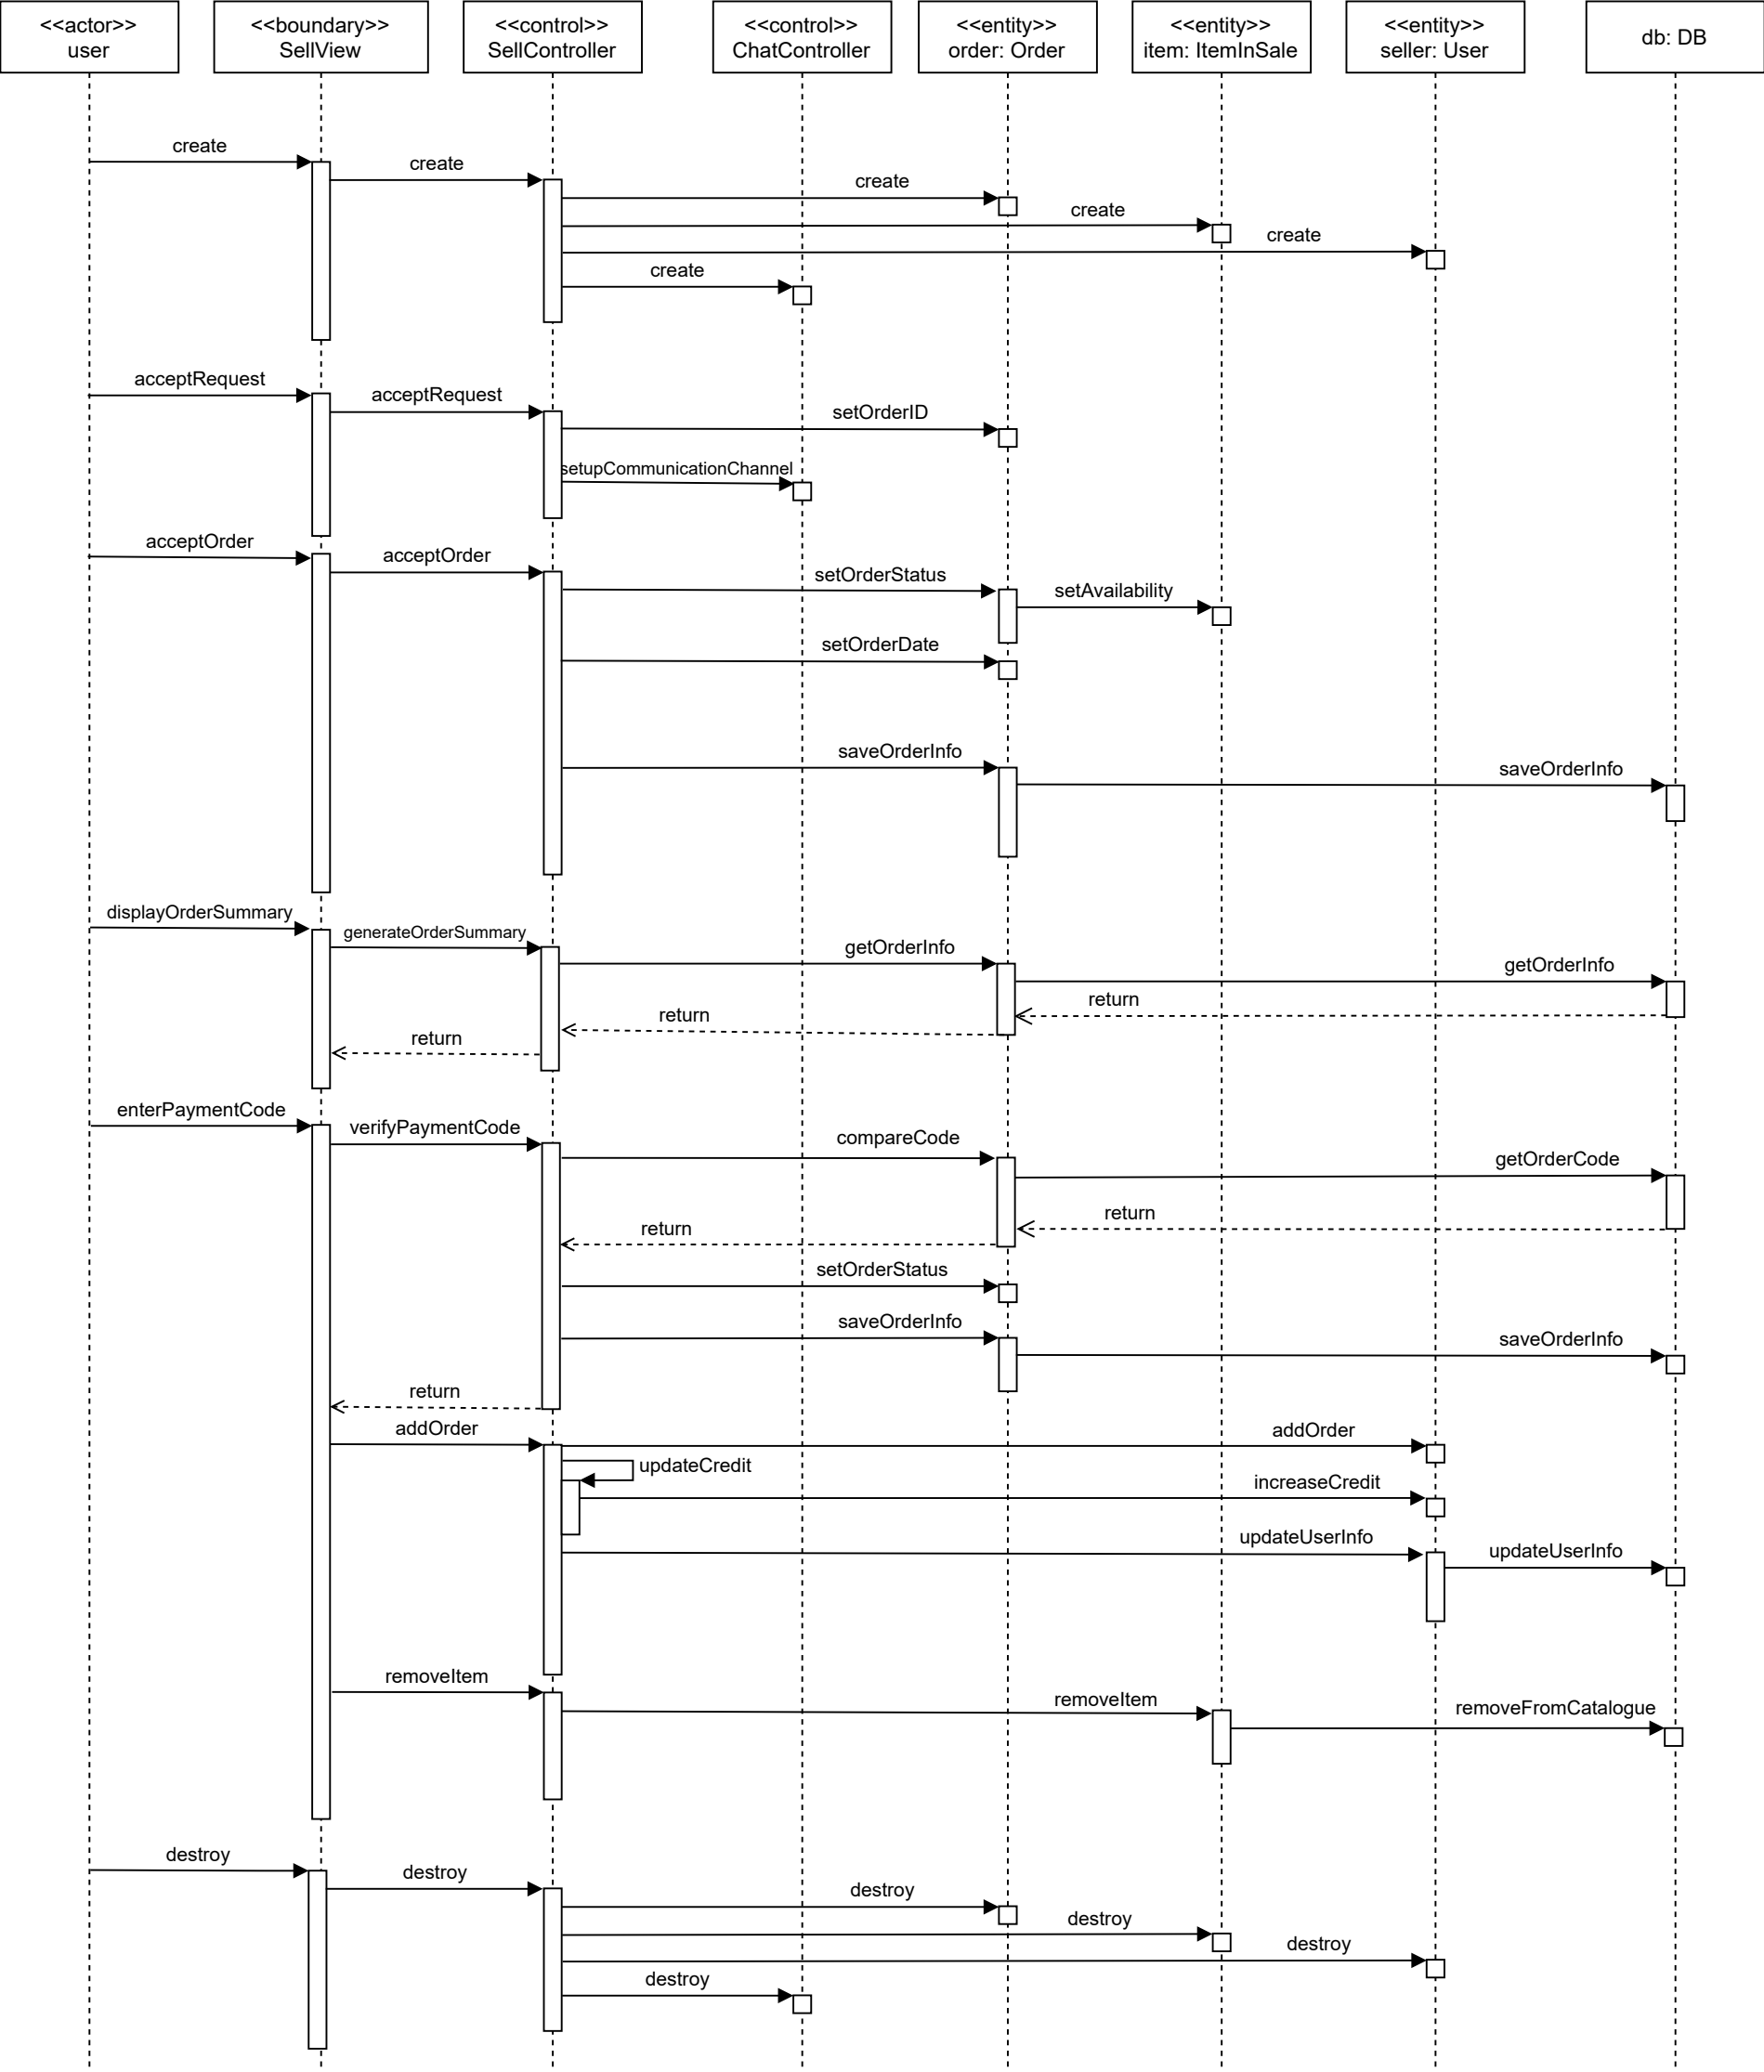 <<actor>>
user
<<boundary>>
SellView
<<control>>
SellController
<<control>>
ChatController
<<entity>>
order: Order
<<entity>>
item: ItemInSale
<<entity>>
seller: User
db: DB
create
create
create
create
create
create
acceptRequest
acceptRequest
setOrderID
setupCommunicationChannel
acceptOrder
acceptOrder
setOrderStatus
setAvailability
setOrderDate
saveOrderInfo
saveOrderInfo
displayOrderSummary
generateOrderSummary
getOrderInfo
getOrderInfo
return
return
return
enterPaymentCode
verifyPaymentCode
compareCode
getOrderCode
return
return
setOrderStatus
saveOrderInfo
saveOrderInfo
return
addOrder
addOrder
updateCredit
increaseCredit
updateUserInfo
updateUserInfo
removeItem
removeItem
removeFromCatalogue
destroy
destroy
destroy
destroy
destroy
destroy